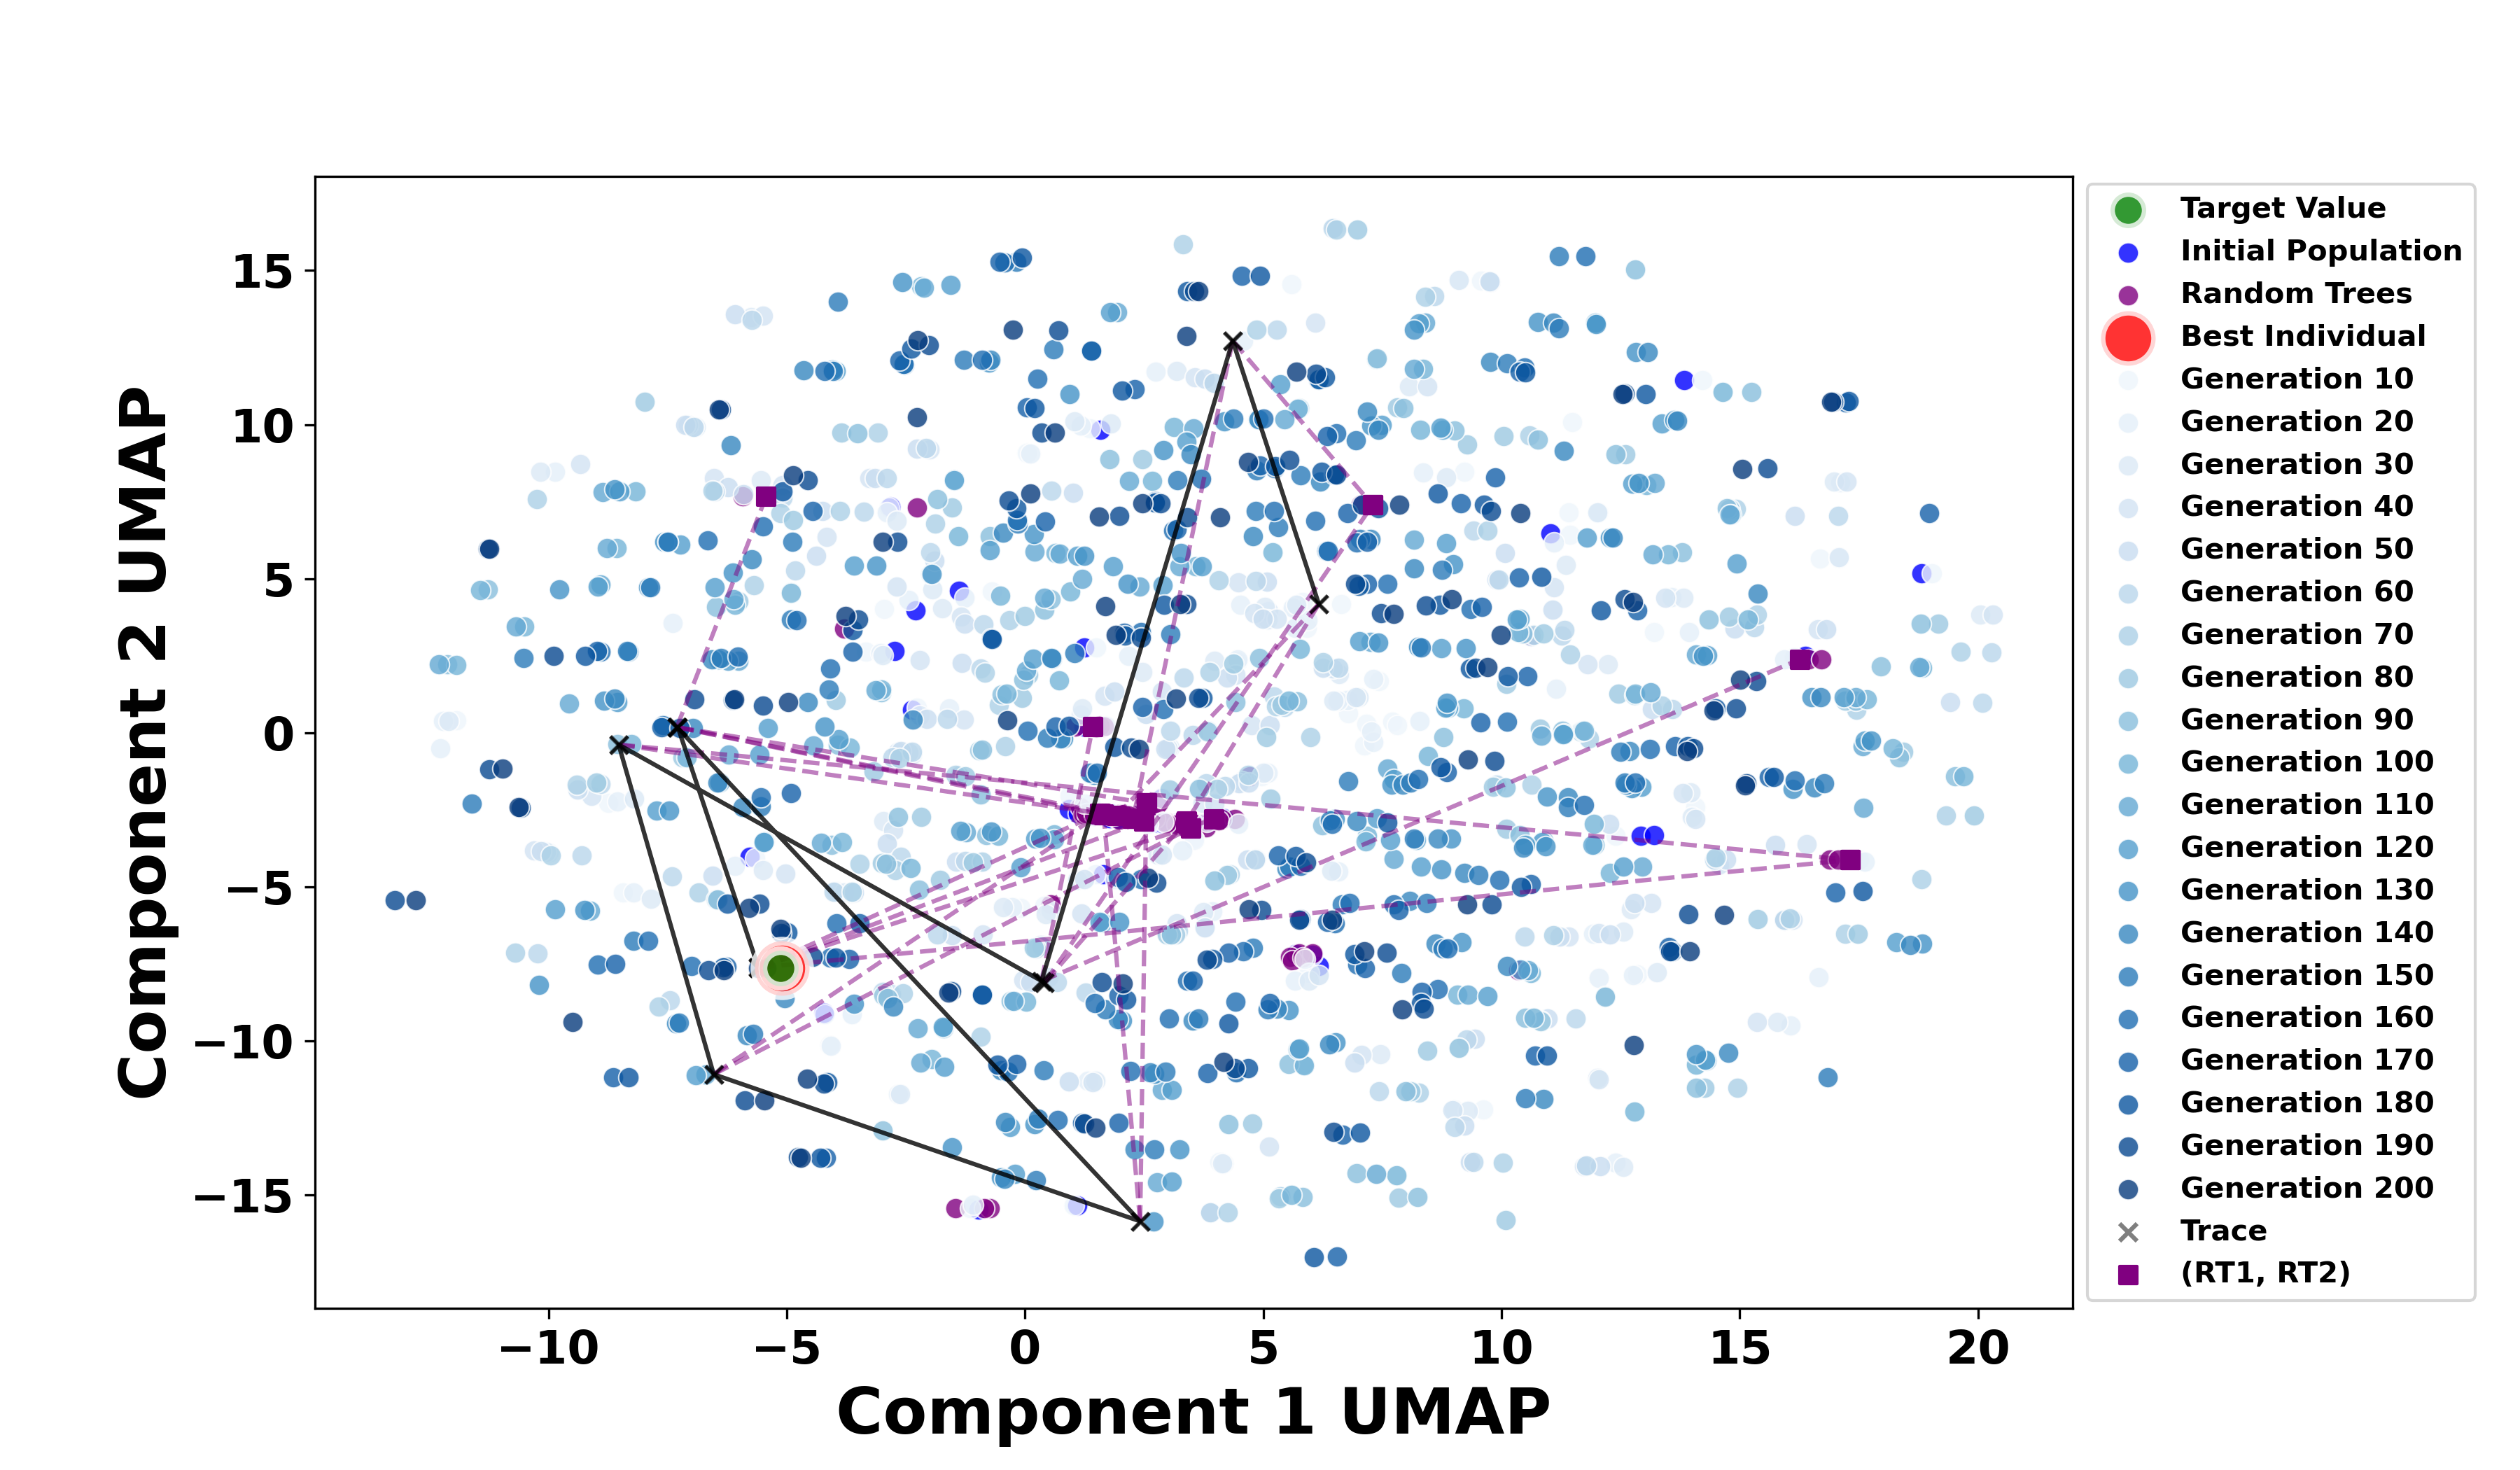 Component 2 UMAP
15
10
5
0
−5
−10
−15
−10
−5
0
5
10
15
20
Component 1 UMAP
Target Value
Initial Population
Random Trees
Best Individual
Generation 10
Generation 20
Generation 30
Generation 40
Generation 50
Generation 60
Generation 70
Generation 80
Generation 90
Generation 100
Generation 110
Generation 120
Generation 130
Generation 140
Generation 150
Generation 160
Generation 170
Generation 180
Generation 190
Generation 200
Trace
(RT1, RT2)